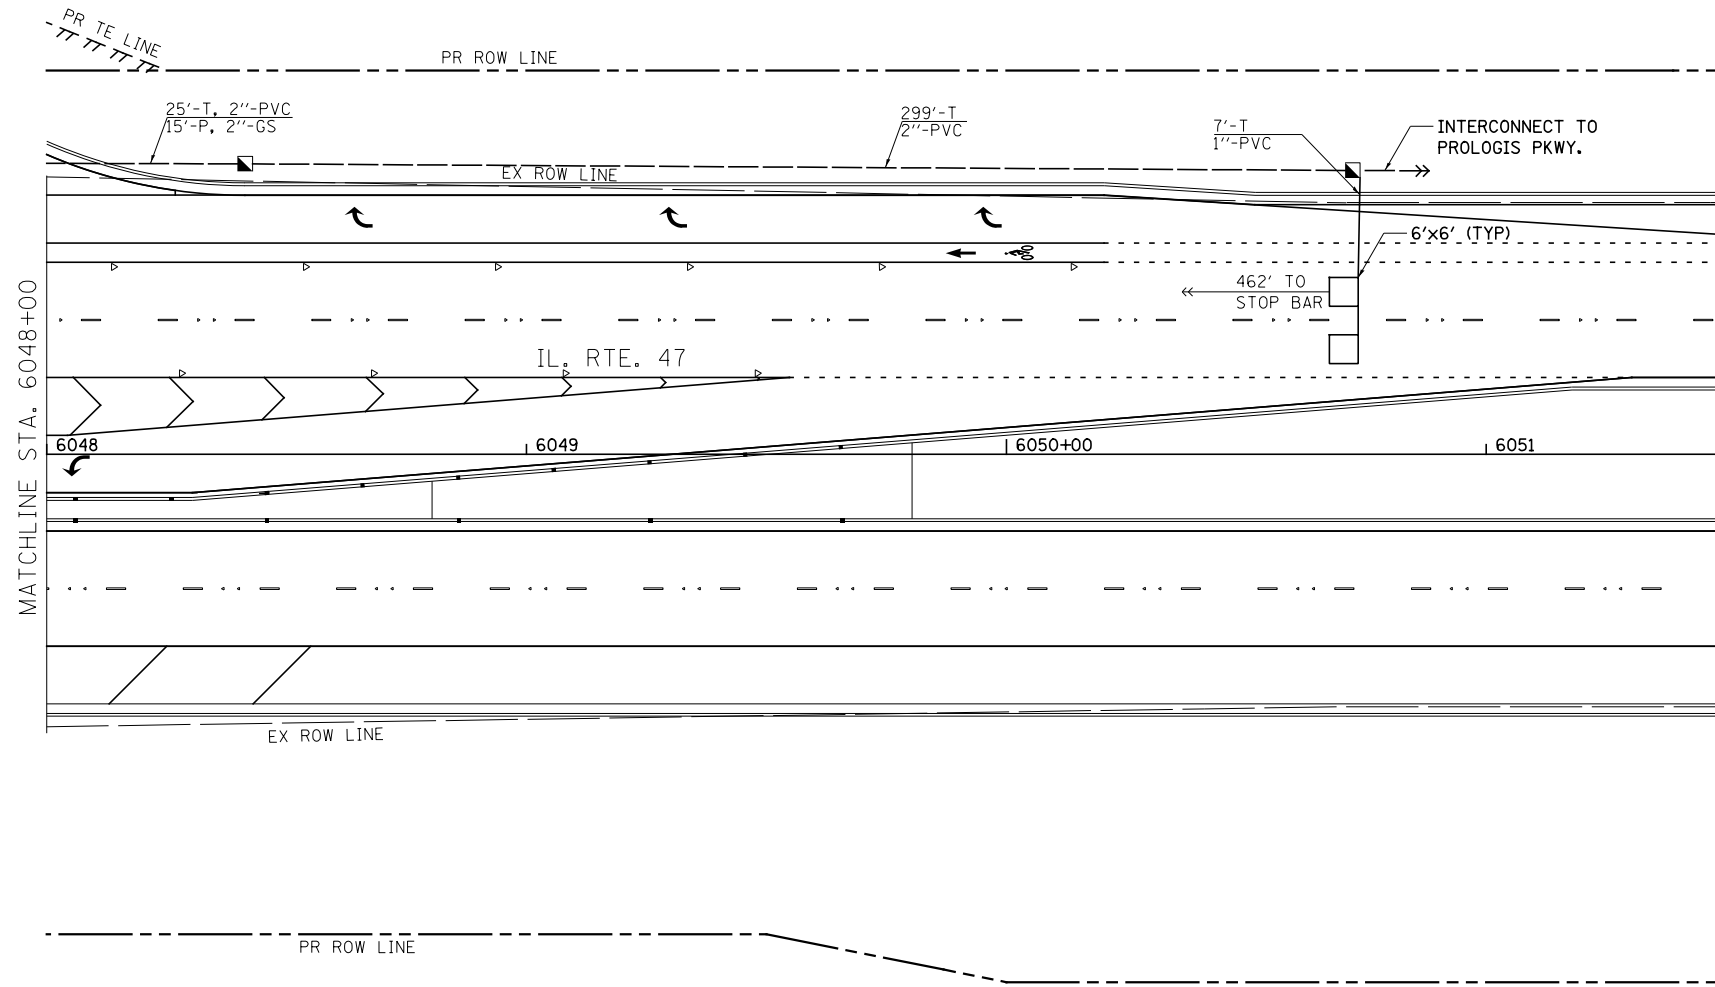 PR TE LINE
PR ROW LINE
25'-T, 2''-PVC
15'-P, 2''-GS
299'-T
2''-PVC
7'-T
1''-PVC
INTERCONNECT TO
PROLOGIS PKWY.
EX ROW LINE
6'x6' (TYP)
462' TO
STOP BAR
IL. RTE. 47
MATCHLINE STA. 6048+00
6048
6049
6050+00
6051
EX ROW LINE
PR ROW LINE